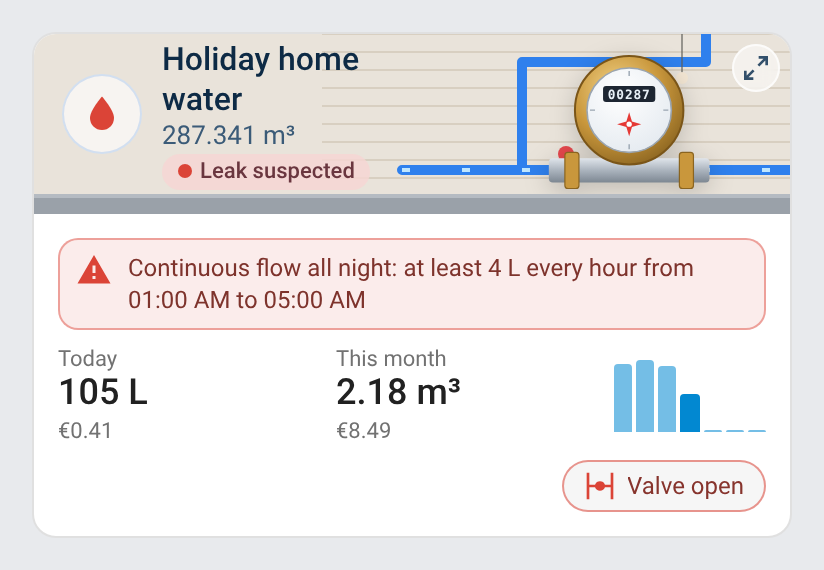 Holiday home
water
287.341 m³
Leak suspected
00287
Continuous flow all night: at least 4 L every hour from
01:00 AM to 05:00 AM
Today
105 L
€0.41
This month
2.18 m³
€8.49
Valve open